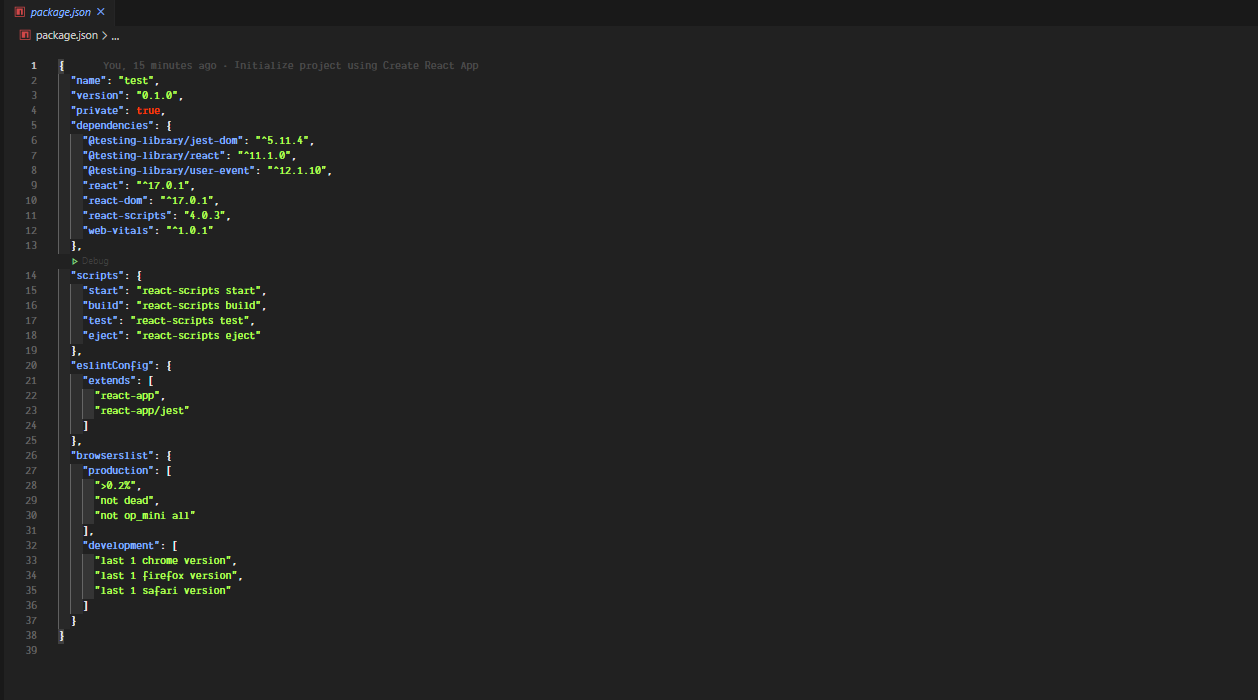 package.json
package.json > ...
1 { You, 15 minutes ago • Initialize project using Create React App
2 "name": "test",
3 "version": "0.1.0",
4 "private": true,
5 "dependencies": {
6 "@testing-library/jest-dom": "^5.11.4",
7 "@testing-library/react": "^11.1.0",
8 "@testing-library/user-event": "^12.1.10",
9 "react": "^17.0.1",
10 "react-dom": "^17.0.1",
11 "react-scripts": "4.0.3",
12 "web-vitals": "^1.0.1"
13 },
Debug
14 "scripts": {
15 "start": "react-scripts start",
16 "build": "react-scripts build",
17 "test": "react-scripts test",
18 "eject": "react-scripts eject"
19 },
20 "eslintConfig": {
21 "extends": [
22 "react-app",
23 "react-app/jest"
24 ]
25 },
26 "browserslist": {
27 "production": [
28 ">0.2%",
29 "not dead",
30 "not op_mini all"
31 ],
32 "development": [
33 "last 1 chrome version",
34 "last 1 firefox version",
35 "last 1 safari version"
36 ]
37 }
38 }
39